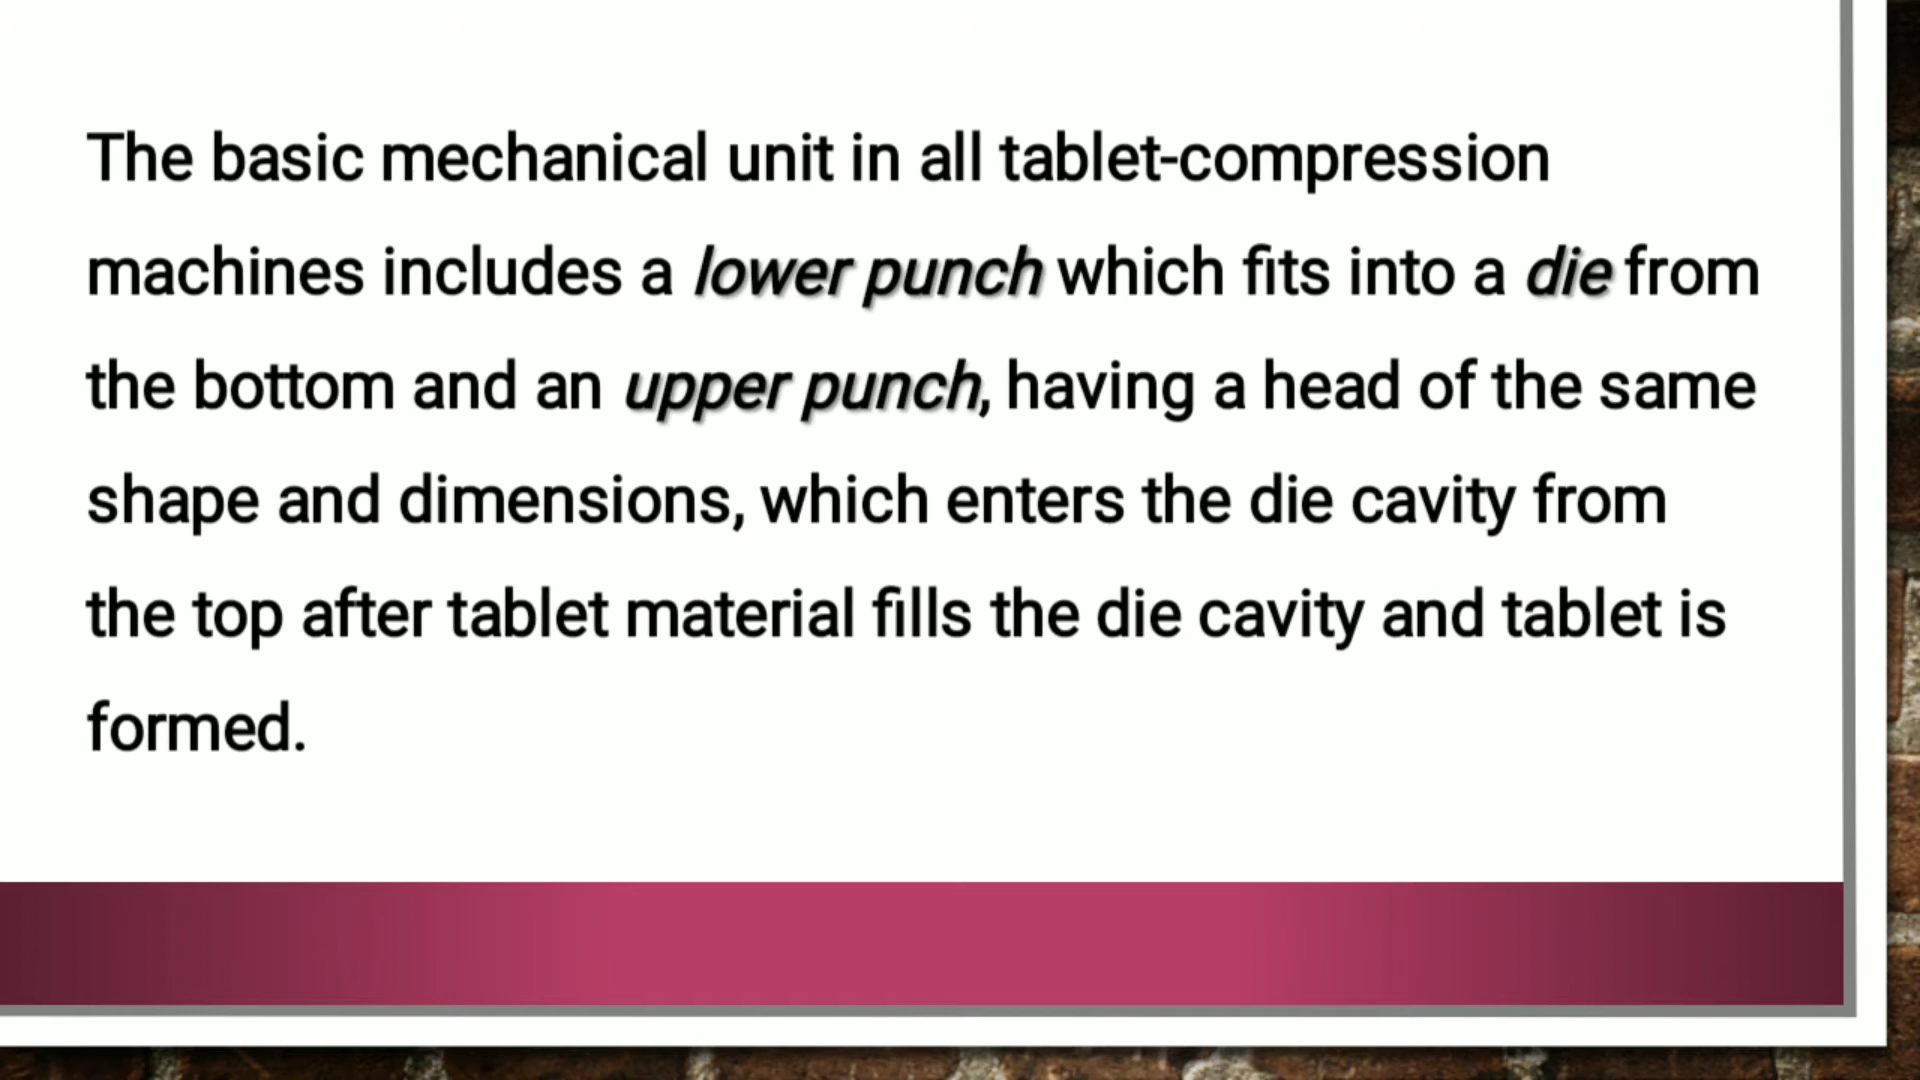 The basic mechanical unit in all tablet-compression
machines includes a lower punch which fits into a die from
the bottom and an upper punch, having a head of the same
shape and dimensions, which enters the die cavity from
the top after tablet material fills the die cavity and tablet is
formed.